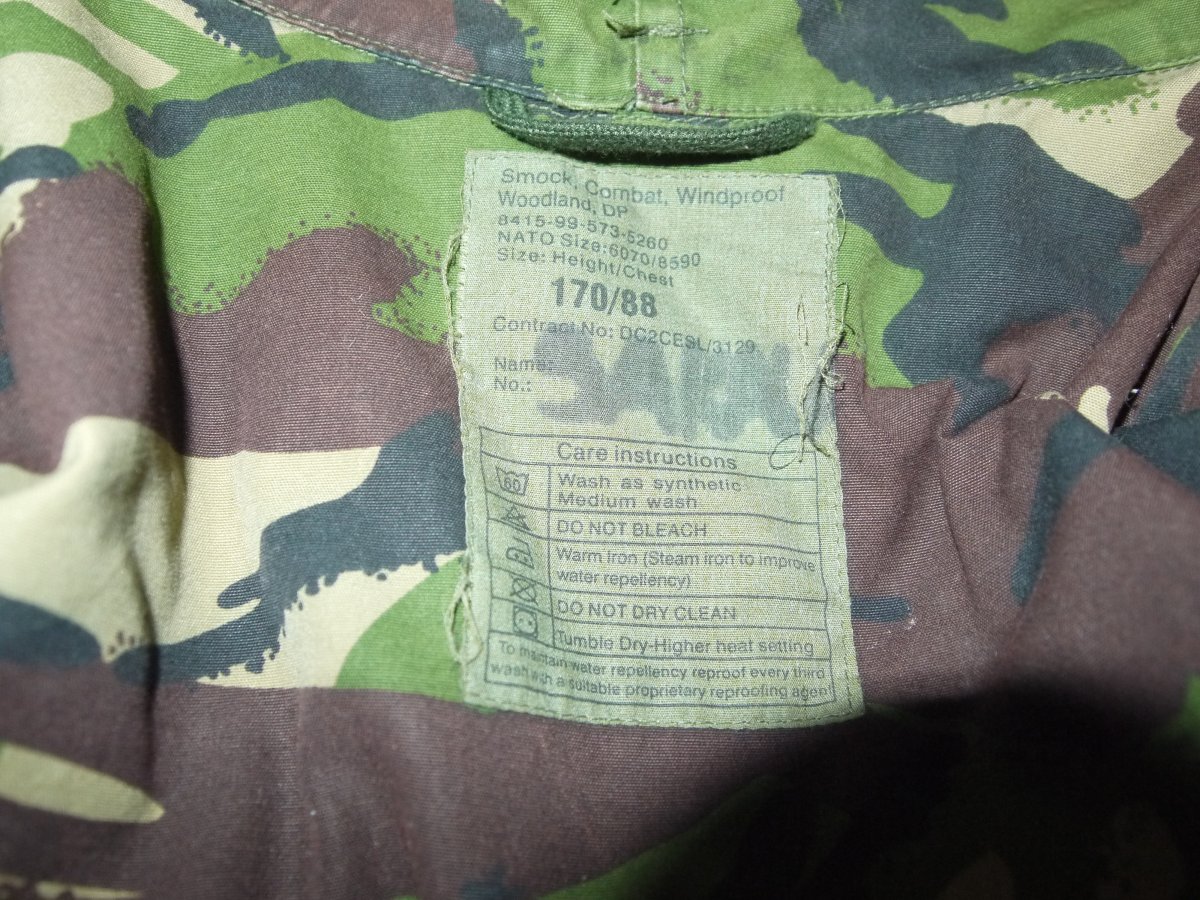 Smock, Combat, Windproof
Woodland, DP
8415-99-573-5260
NATO Size:6070/8590
Size: Height/Chest
170/88
Contract No: DC2CESL/3129
Name:
No.:
Care instructions
60
Wash as synthetic
Medium wash
DO NOT BLEACH
Warm Iron (Steam iron to improve
water repellency)
DO NOT DRY CLEAN
Tumble Dry-Higher heat setting
To maintain water repellency reproof every third
wash with a suitable proprietary reproofing agent